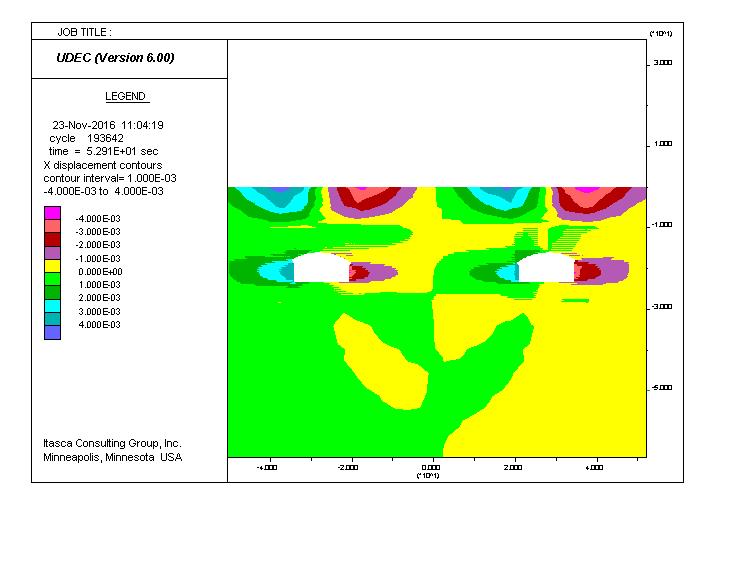 JOB TITLE :
(*10^1)
UDEC (Version 6.00)
LEGEND
23-Nov-2016 11:04:19
cycle 193642
time = 5.291E+01 sec
X displacement contours
contour interval= 1.000E-03
-4.000E-03 to 4.000E-03
-4.000E-03
-3.000E-03
-2.000E-03
-1.000E-03
0.000E+00
1.000E-03
2.000E-03
3.000E-03
4.000E-03
Itasca Consulting Group, Inc.
Minneapolis, Minnesota USA
3.000
1.000
-1.000
-3.000
-5.000
-4.000 -2.000 0.000 2.000 4.000
(*10^1)